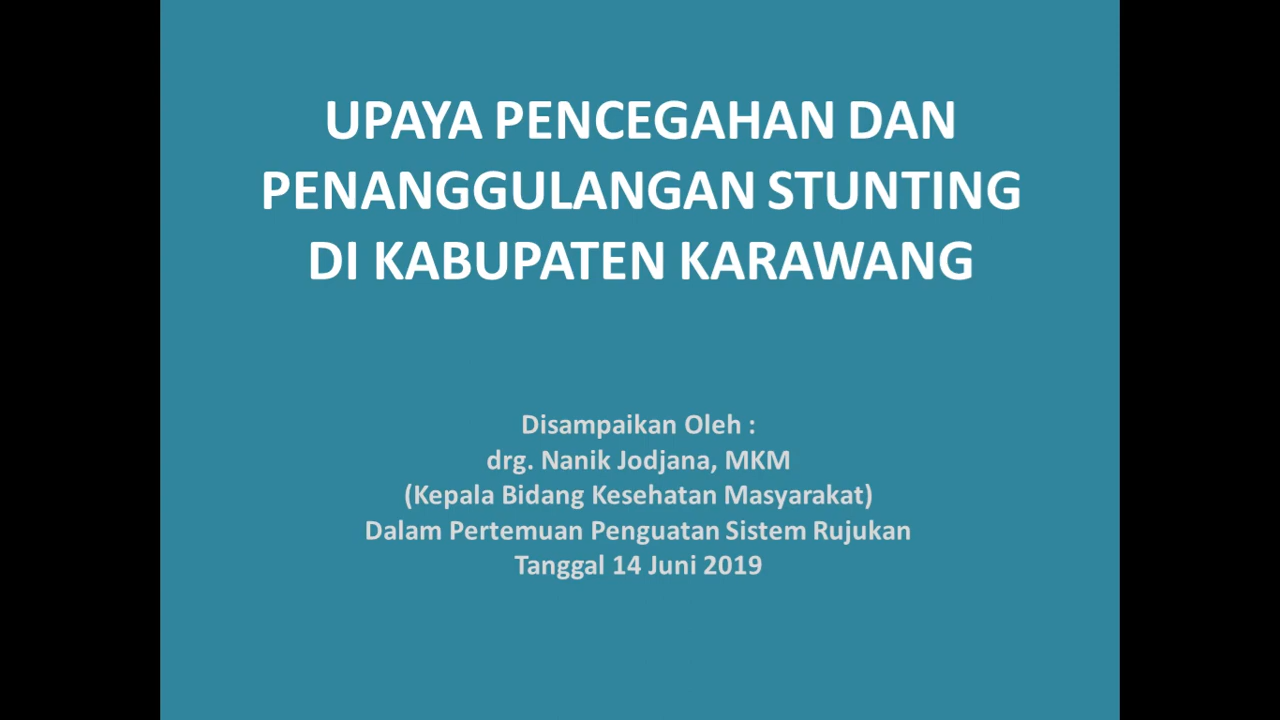 UPAYA PENCEGAHAN DAN
PENANGGULANGAN STUNTING
DI KABUPATEN KARAWANG
Disampaikan Oleh :
drg. Nanik Jodjana, MKM
(Kepala Bidang Kesehatan Masyarakat)
Dalam Pertemuan Penguatan Sistem Rujukan
Tanggal 14 Juni 2019